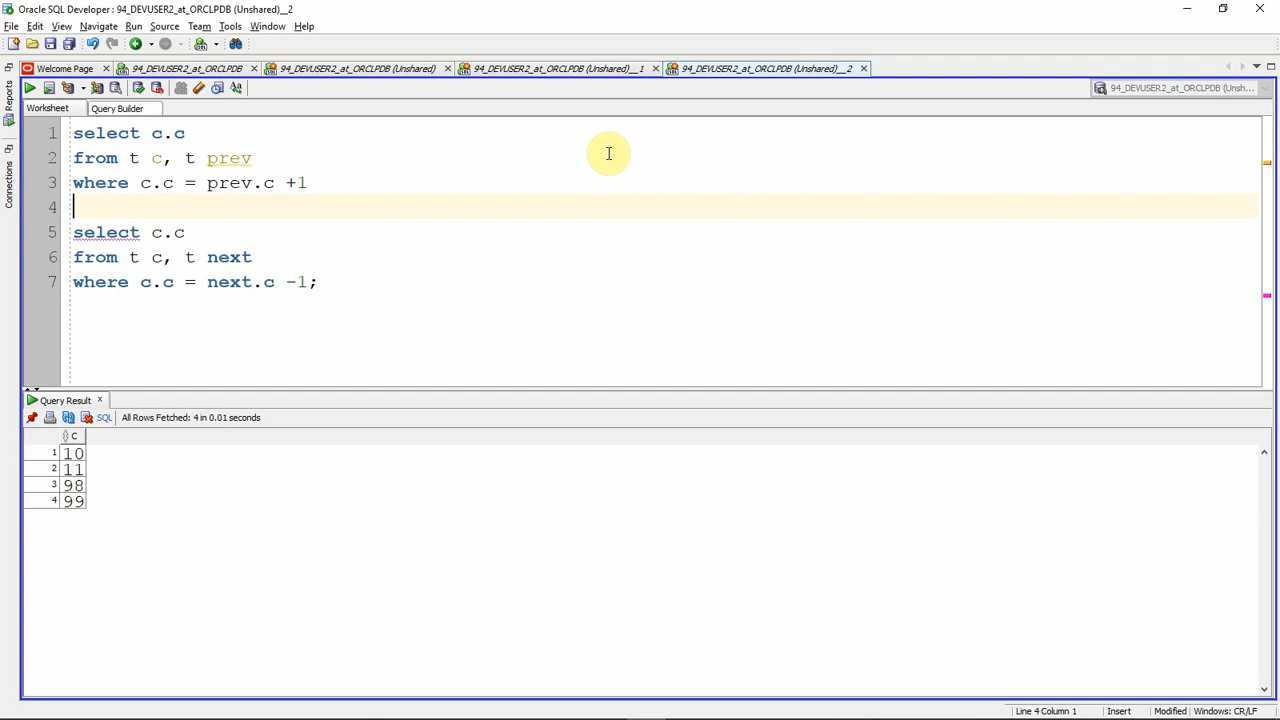 Oracle SQL Developer : 94_DEVUSER2_at_ORCLPDB (Unshared)__2
File Edit View Navigate Run Source Team Tools Window Help
Welcome Page 94_DEVUSER2_at_ORCLPDB 94_DEVUSER2_at_ORCLPDB (Unshared) 94_DEVUSER2_at_ORCLPDB (Unshared)__1 94_DEVUSER2_at_ORCLPDB (Unshared)__2
94_DEVUSER2_at_ORCLPDB (Unsh...
Reports
Connections
Worksheet Query Builder
1 select c.c
2 from t c, t prev
3 where c.c = prev.c +1
4
5 select c.c
6 from t c, t next
7 where c.c = next.c -1;
Query Result
SQL All Rows Fetched: 4 in 0.01 seconds
C
1 10
2 11
3 98
4 99
Line 4 Column 1 Insert Modified Windows: CR/LF